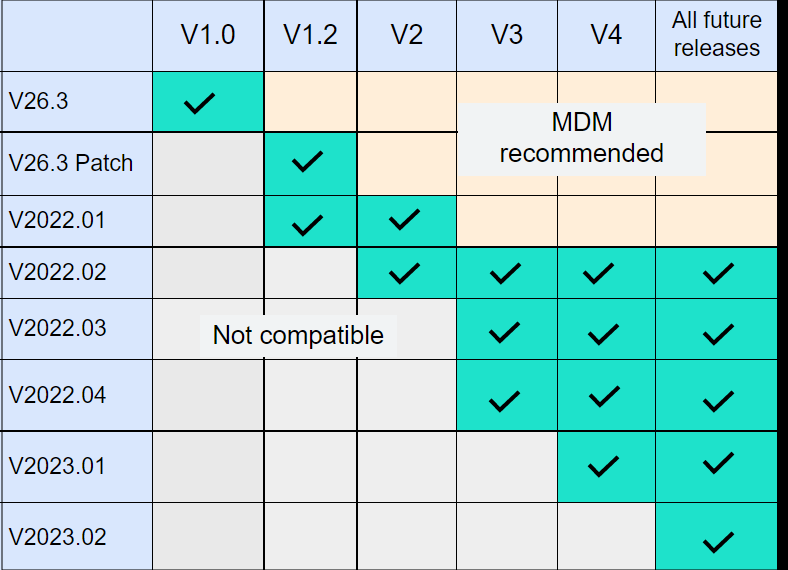 V1.0 V1.2 V2 V3 V4 All future
releases
V26.3
MDM
recommended
V26.3 Patch
V2022.01
V2022.02
V2022.03
Not compatible
V2022.04
V2023.01
V2023.02